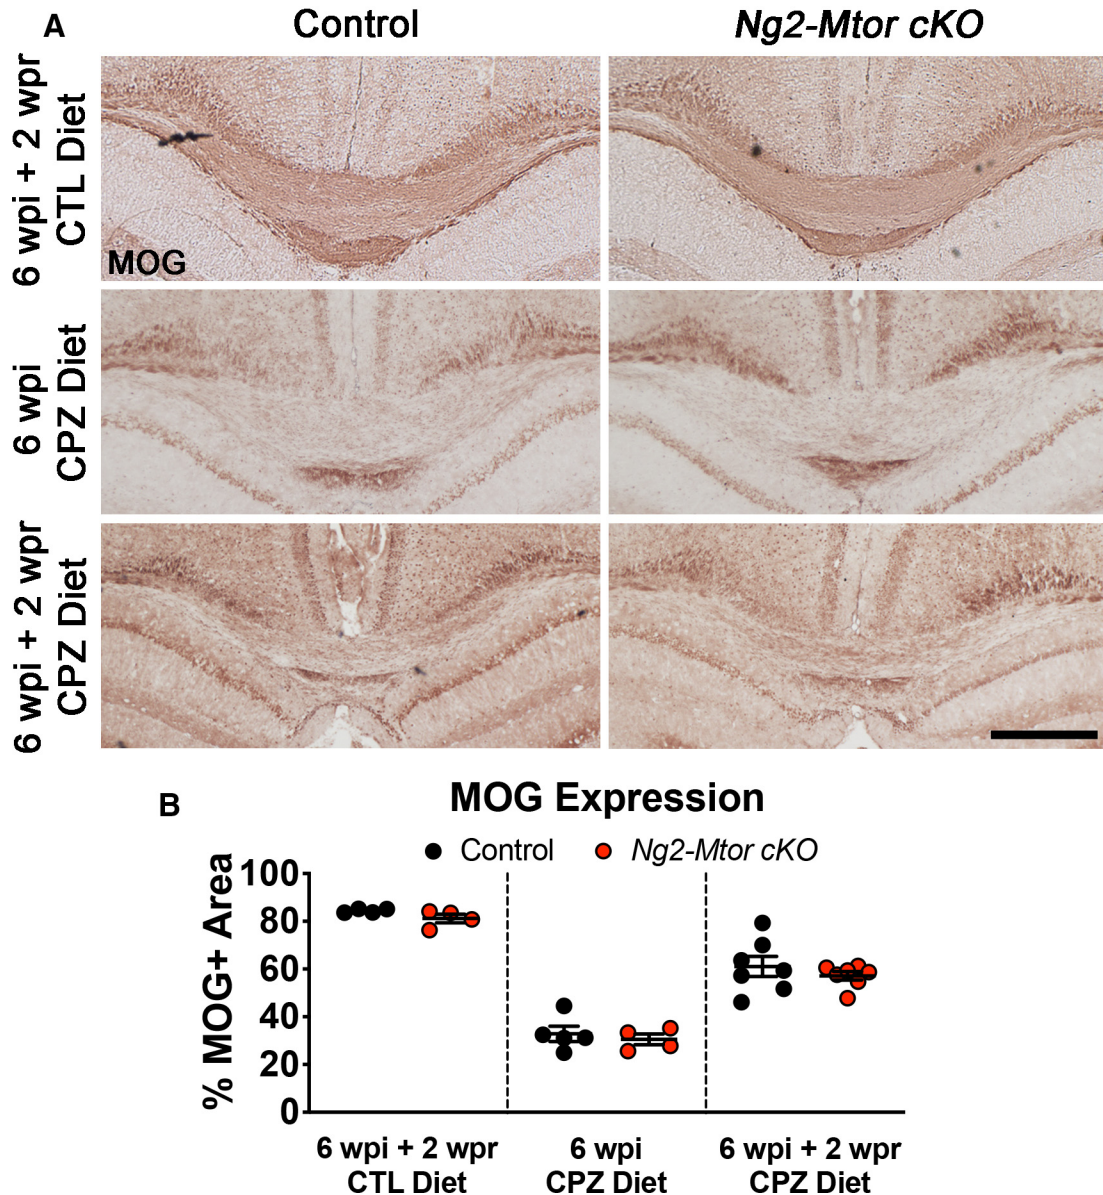 A
Control
Ng2-Mtor cKO
6 wpi + 2 wpr
CTL Diet
MOG
6 wpi
CPZ Diet
6 wpi + 2 wpr
CPZ Diet
B
MOG Expression
Control
Ng2-Mtor cKO
% MOG+ Area
100
80
60
40
20
0
6 wpi + 2 wpr
CTL Diet
6 wpi
CPZ Diet
6 wpi + 2 wpr
CPZ Diet